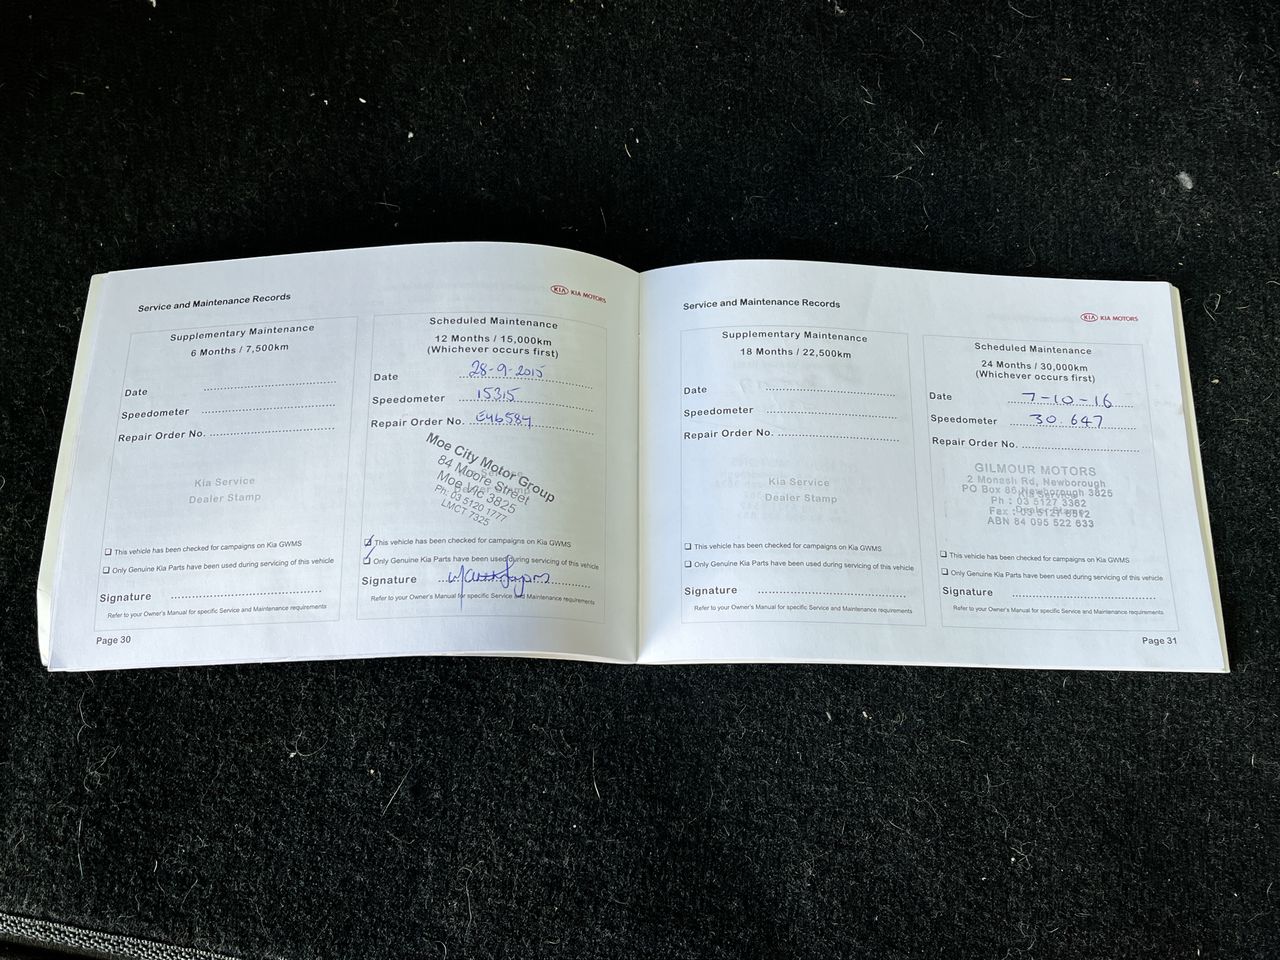 Service and Maintenance Records
KIA KIA MOTORS
Supplementary Maintenance
6 Months / 7,500km
Date
Speedometer
Repair Order No.
Kia Service
Dealer Stamp
This vehicle has been checked for campaigns on Kia GWMS
Only Genuine Kia Parts have been used during servicing of this vehicle
Signature
Refer to your Owner's Manual for specific Service and Maintenance requirements
Page 30
Scheduled Maintenance
12 Months / 15,000km
(Whichever occurs first)
Date 28-9-2015
Speedometer 15315
Repair Order No. E46584
Moe City Motor Group
84 Moore Street
Moe Vic 3825
Ph: 03 5120 1777
LMCT 7325
This vehicle has been checked for campaigns on Kia GWMS
Only Genuine Kia Parts have been used during servicing of this vehicle
Signature
Refer to your Owner's Manual for specific Service and Maintenance requirements
Service and Maintenance Records
KIA KIA MOTORS
Supplementary Maintenance
18 Months / 22,500km
Date
Speedometer
Repair Order No.
Kia Service
Dealer Stamp
This vehicle has been checked for campaigns on Kia GWMS
Only Genuine Kia Parts have been used during servicing of this vehicle
Signature
Refer to your Owner's Manual for specific Service and Maintenance requirements
Scheduled Maintenance
24 Months / 30,000km
(Whichever occurs first)
Date 7-10-16
Speedometer 30.647
Repair Order No.
GILMOUR MOTORS
2 Monash Rd, Newborough
PO Box 86 Newborough 3825
Ph : 03 5127 3362
Fax : 03 5127 6512
ABN 84 095 522 633
This vehicle has been checked for campaigns on Kia GWMS
Only Genuine Kia Parts have been used during servicing of this vehicle
Signature
Refer to your Owner's Manual for specific Service and Maintenance requirements
Page 31